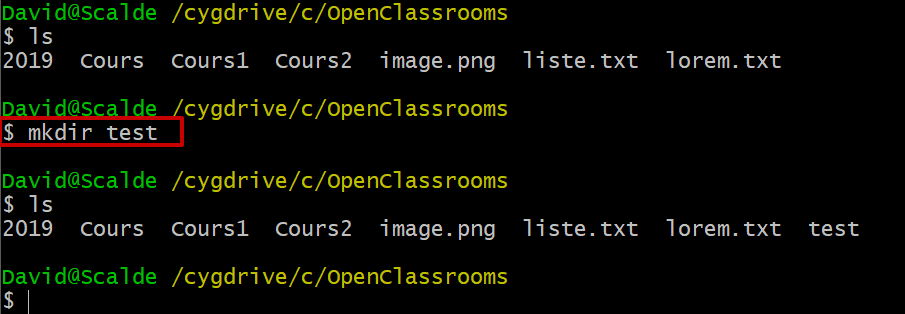 David@Scalde /cygdrive/c/OpenClassrooms
$ ls
2019  Cours  Cours1  Cours2  image.png  liste.txt  lorem.txt
David@Scalde /cygdrive/c/OpenClassrooms
$ mkdir test
David@Scalde /cygdrive/c/OpenClassrooms
$ ls
2019  Cours  Cours1  Cours2  image.png  liste.txt  lorem.txt  test
David@Scalde /cygdrive/c/OpenClassrooms
$